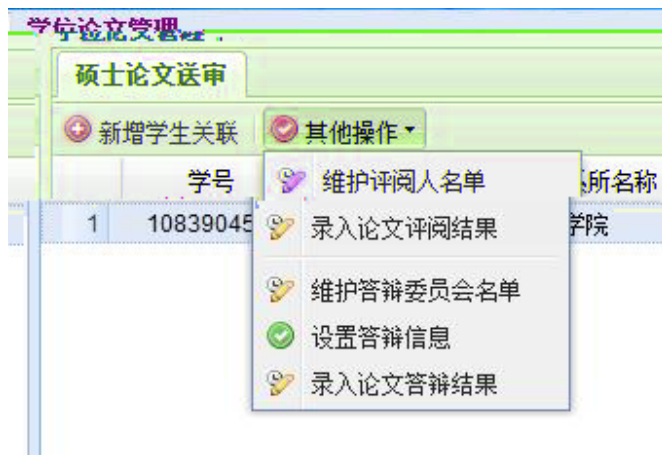 学位论文管理
硕士论文送审
新增学生关联 其他操作
学号 所名称
1 10839045 学院
维护评阅人名单
录入论文评阅结果
维护答辩委员会名单
设置答辩信息
录入论文答辩结果